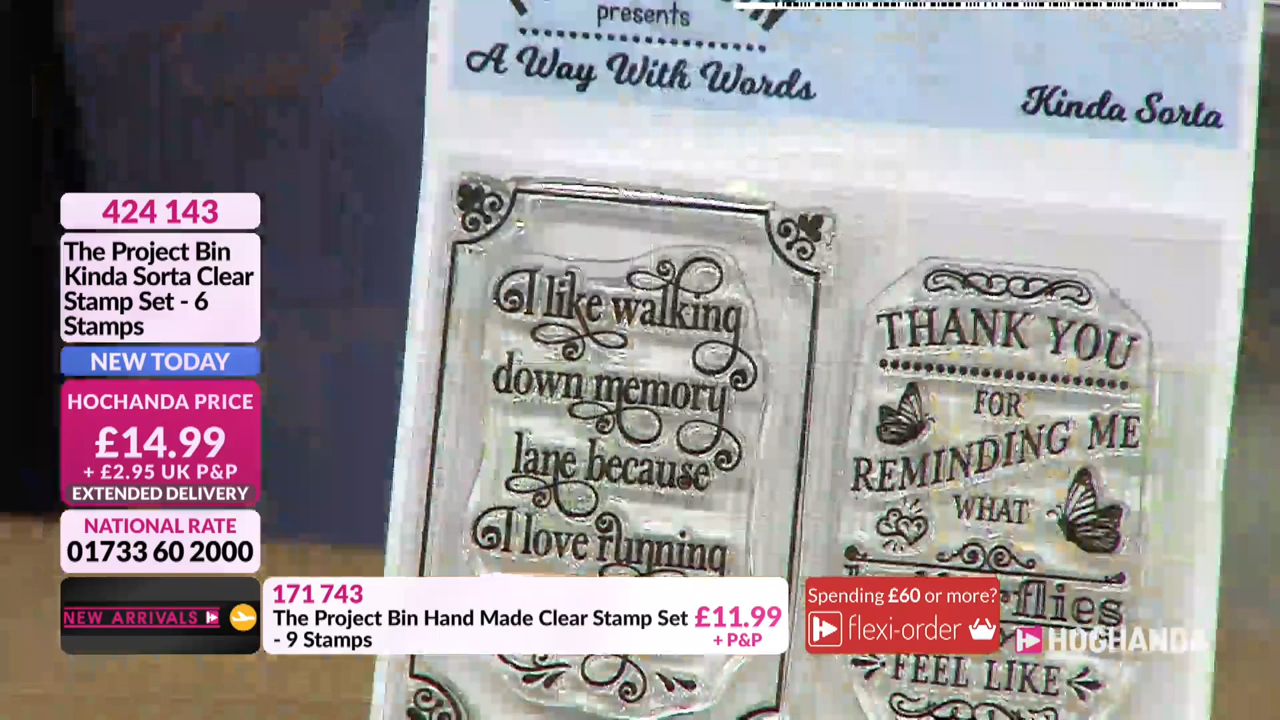 presents
A Way With Words
Kinda Sorta
I like walking
down memory
lane because
I love running
THANK YOU
FOR
REMINDING ME
WHAT
flies
FEEL LIKE
424 143
The Project Bin
Kinda Sorta Clear
Stamp Set - 6
Stamps
NEW TODAY
HOCHANDA PRICE
£14.99
+ £2.95 UK P&P
EXTENDED DELIVERY
NATIONAL RATE
01733 60 2000
NEW ARRIVALS
171 743
The Project Bin Hand Made Clear Stamp Set
- 9 Stamps
£11.99
+ P&P
Spending £60 or more?
flexi-order
HOCHANDA